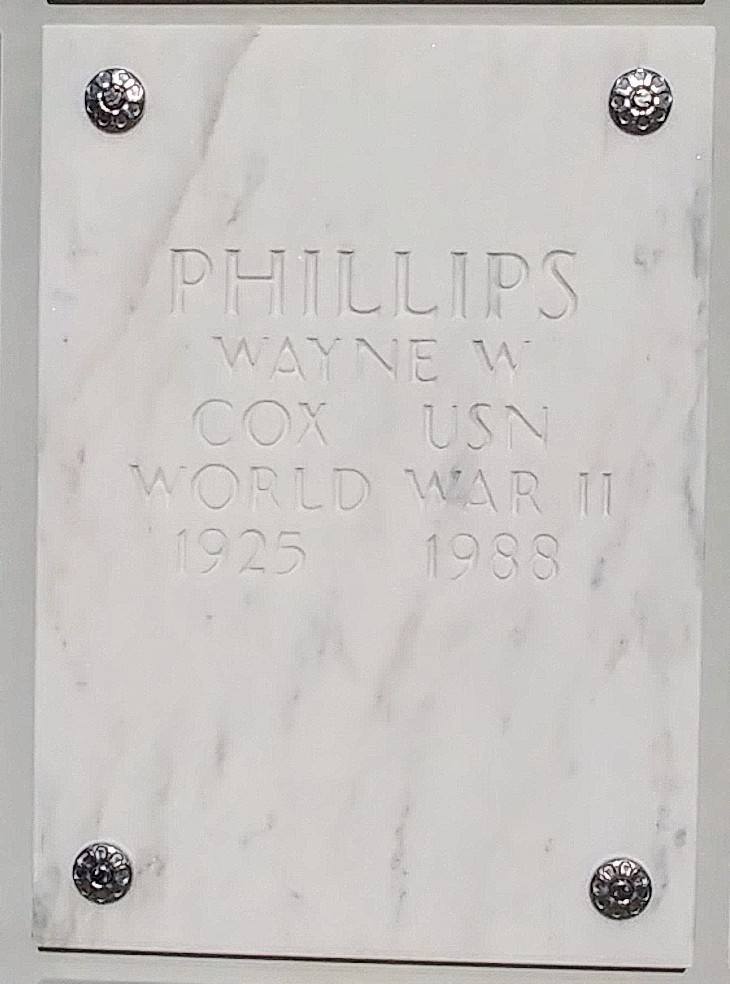 PHILLIPS
WAYNE W
COX USN
WORLD WAR II
1925 1988